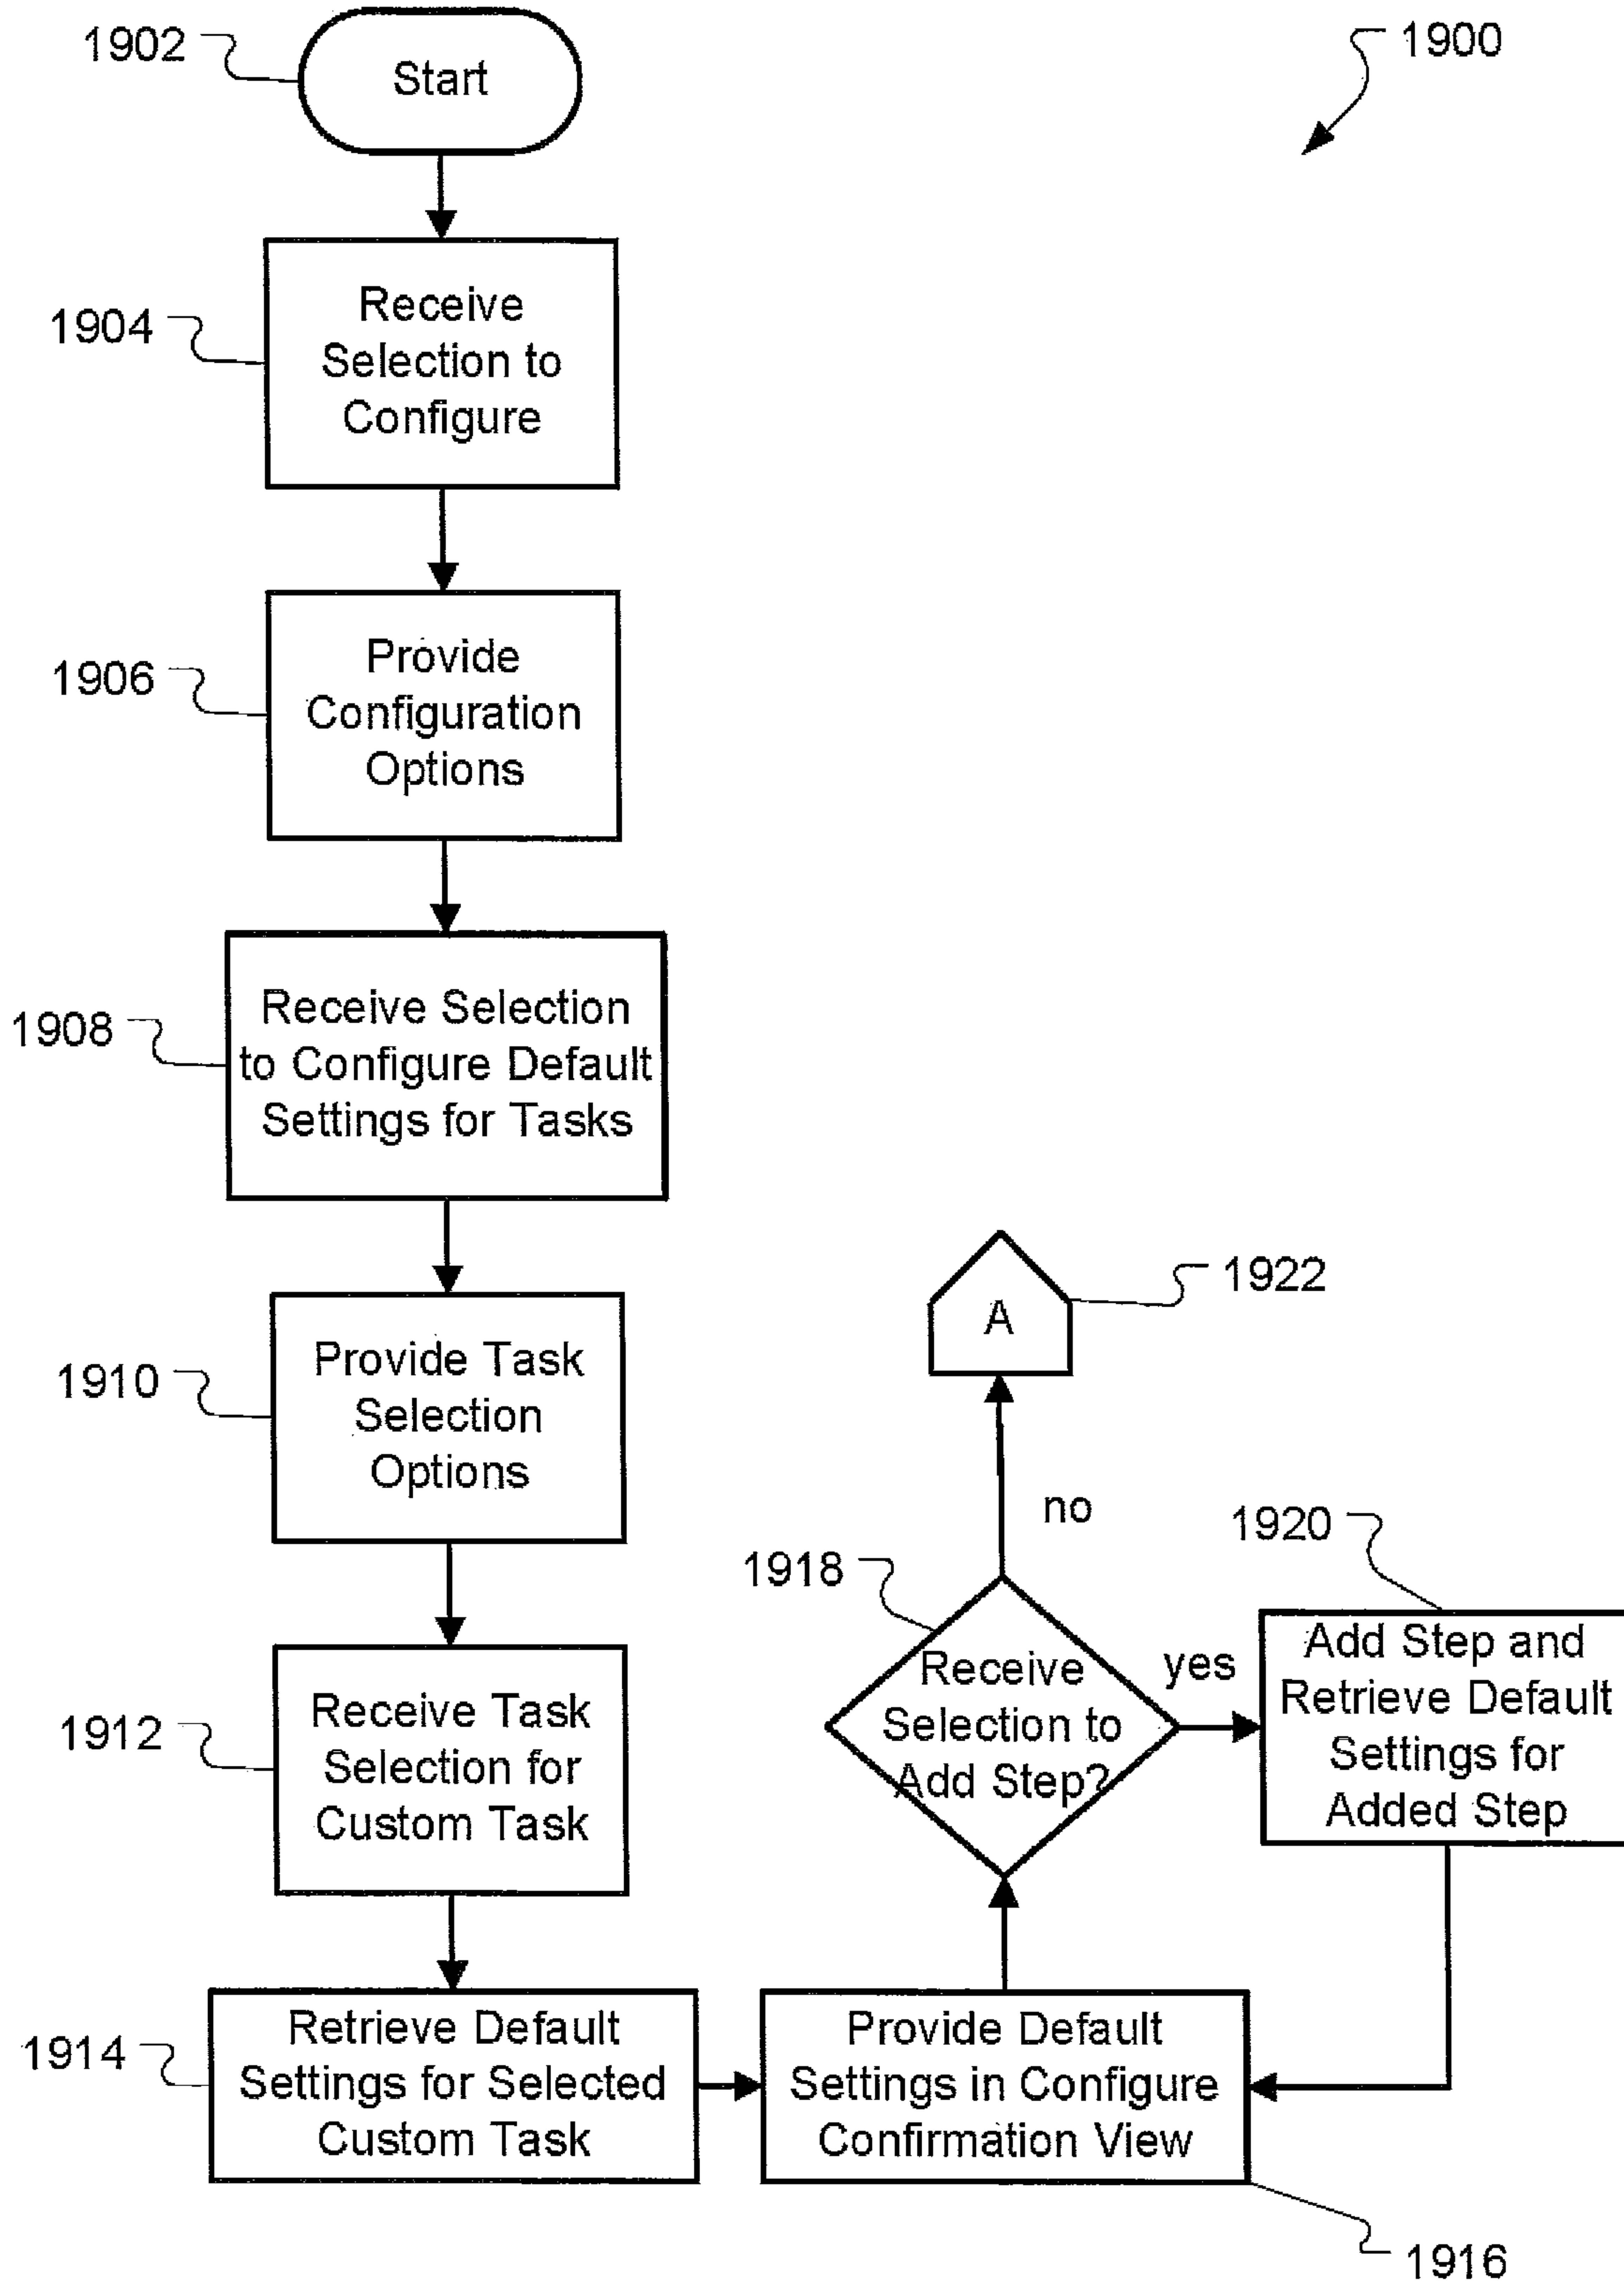 1902
Start
1900
1904
Receive
Selection to
Configure
1906
Provide
Configuration
Options
1908
Receive Selection
to Configure Default
Settings for Tasks
1910
Provide Task
Selection
Options
1912
Receive Task
Selection for
Custom Task
1914
Retrieve Default
Settings for Selected
Custom Task
Provide Default
Settings in Configure
Confirmation View
1916
1918
Receive
Selection to
Add Step?
yes
no
1920
Add Step and
Retrieve Default
Settings for
Added Step
A
1922